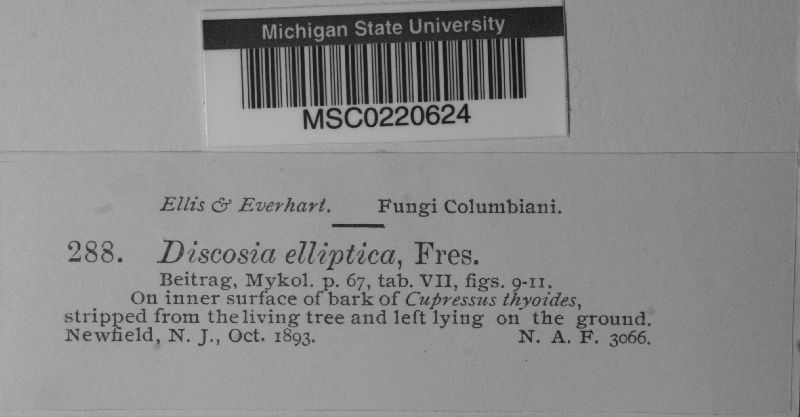 Michigan State University
MSC0220624
Ellis & Everhart. Fungi Columbiani.
288. Discosia elliptica, Fres.
Beitrag, Mykol. p. 67, tab. VII, figs. 9-11.
On inner surface of bark of Cupressus thyoides,
stripped from the living tree and left lying on the ground.
Newfield, N. J., Oct. 1893. N. A. F. 3066.